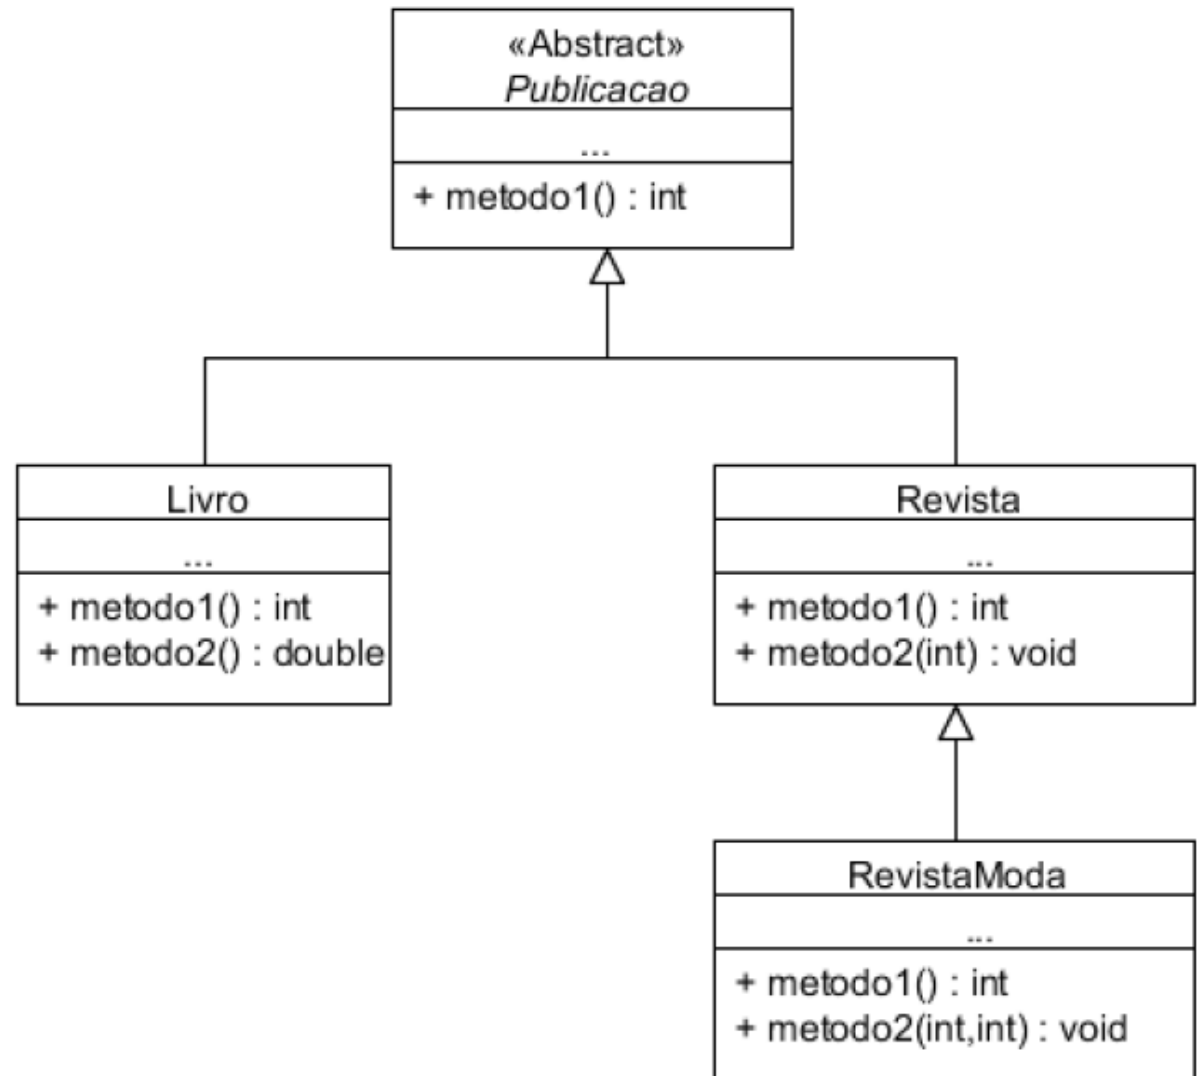 «Abstract»
Publicacao
...
+ metodo1() : int
Livro
...
+ metodo1() : int
+ metodo2() : double
Revista
...
+ metodo1() : int
+ metodo2(int) : void
RevistaModa
...
+ metodo1() : int
+ metodo2(int,int) : void